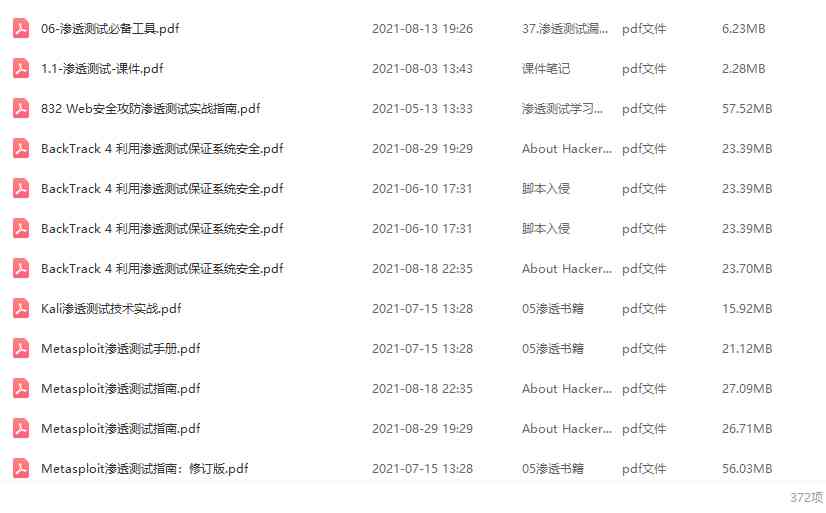 06-渗透测试必备工具.pdf 2021-08-13 19:26 37.渗透测试漏... pdf文件 6.23MB
1.1-渗透测试-课件.pdf 2021-08-03 13:43 课件笔记 pdf文件 2.28MB
832 Web安全攻防渗透测试实战指南.pdf 2021-05-13 13:33 渗透测试学习... pdf文件 57.52MB
BackTrack 4 利用渗透测试保证系统安全.pdf 2021-08-29 19:29 About Hacker... pdf文件 23.39MB
BackTrack 4 利用渗透测试保证系统安全.pdf 2021-06-10 17:31 脚本入侵 pdf文件 23.39MB
BackTrack 4 利用渗透测试保证系统安全.pdf 2021-06-10 17:31 脚本入侵 pdf文件 23.39MB
BackTrack 4 利用渗透测试保证系统安全.pdf 2021-08-18 22:35 About Hacker... pdf文件 23.70MB
Kali渗透测试技术实战.pdf 2021-07-15 13:28 05渗透书籍 pdf文件 15.92MB
Metasploit渗透测试手册.pdf 2021-07-15 13:28 05渗透书籍 pdf文件 21.12MB
Metasploit渗透测试指南.pdf 2021-08-18 22:35 About Hacker... pdf文件 27.09MB
Metasploit渗透测试指南.pdf 2021-08-29 19:29 About Hacker... pdf文件 26.71MB
Metasploit渗透测试指南：修订版.pdf 2021-07-15 13:28 05渗透书籍 pdf文件 56.03MB
372项